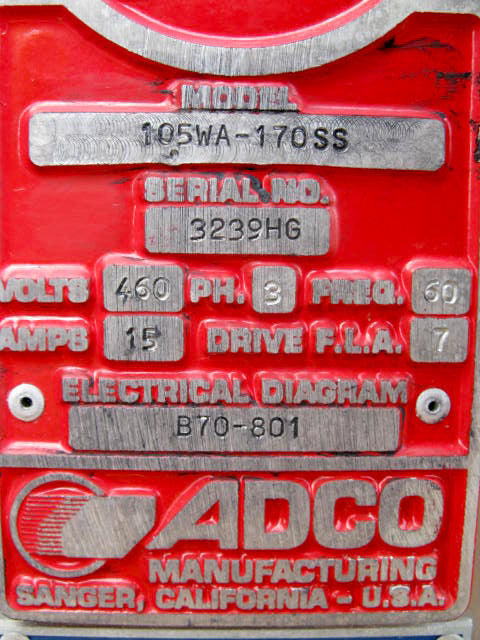 MODEL
105WA-170SS
SERIAL NO.
3239HG
VOLTS 460 PH. 3 FREQ. 60
AMPS 15 DRIVE F.L.A. 7
ELECTRICAL DIAGRAM
B70-801
ADCO
MANUFACTURING
SANGER, CALIFORNIA - U.S.A.